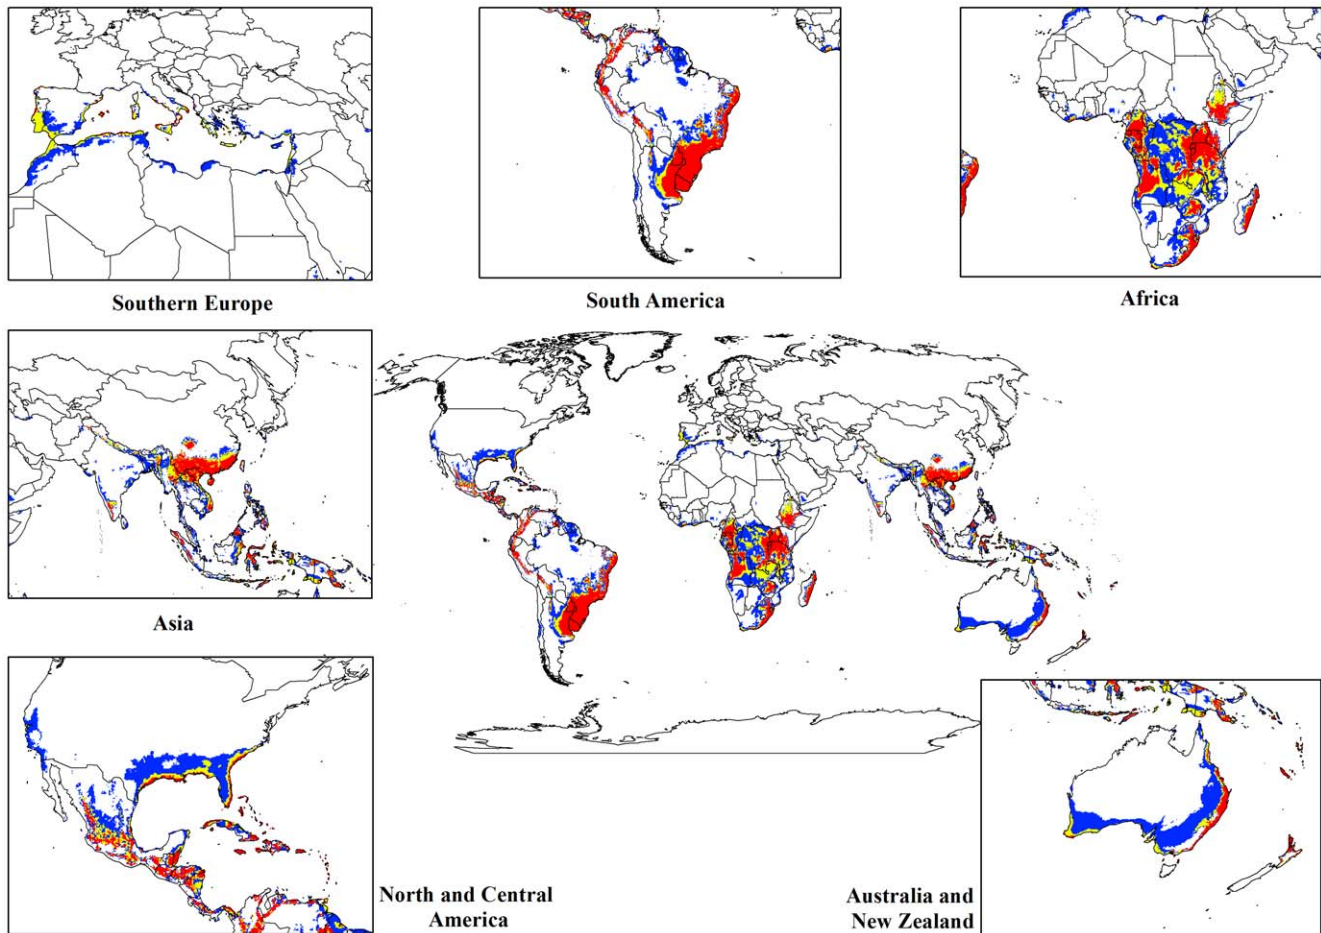 Southern Europe
South America
Africa
Asia
North and Central
America
Australia and
New Zealand